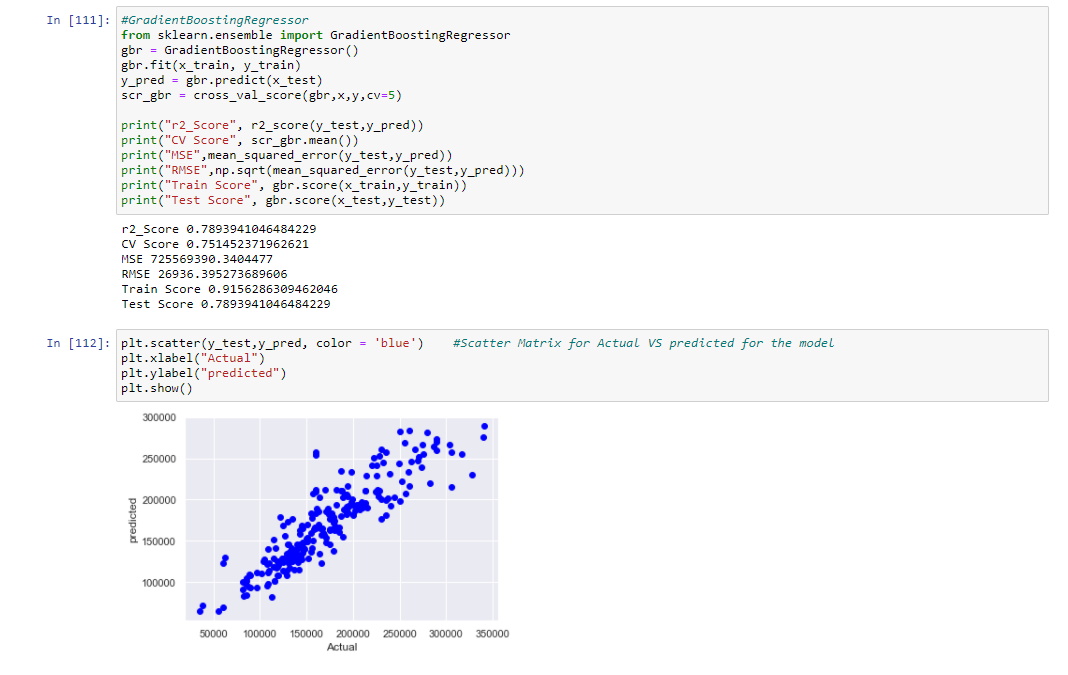 In [111]: #GradientBoostingRegressor
from sklearn.ensemble import GradientBoostingRegressor
gbr = GradientBoostingRegressor()
gbr.fit(x_train, y_train)
y_pred = gbr.predict(x_test)
scr_gbr = cross_val_score(gbr,x,y,cv=5)
print("r2_Score", r2_score(y_test,y_pred))
print("CV Score", scr_gbr.mean())
print("MSE",mean_squared_error(y_test,y_pred))
print("RMSE",np.sqrt(mean_squared_error(y_test,y_pred)))
print("Train Score", gbr.score(x_train,y_train))
print("Test Score", gbr.score(x_test,y_test))
r2_Score 0.7893941046484229
CV Score 0.751452371962621
MSE 725569390.3404477
RMSE 26936.395273689606
Train Score 0.9156286309462046
Test Score 0.7893941046484229
In [112]: plt.scatter(y_test,y_pred, color = 'blue') #Scatter Matrix for Actual VS predicted for the model
plt.xlabel("Actual")
plt.ylabel("predicted")
plt.show()
300000
250000
200000
150000
100000
predicted
50000 100000 150000 200000 250000 300000 350000
Actual